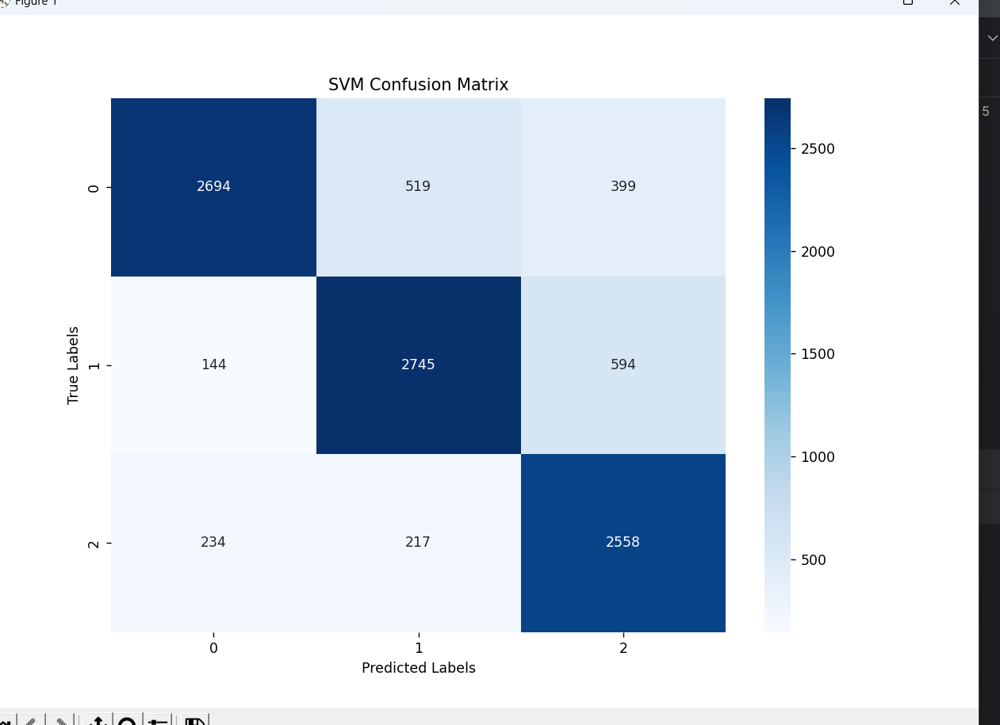 Figure 1
5
SVM Confusion Matrix
0 2694 519 399
1 144 2745 594
2 234 217 2558
0 1 2
True Labels
Predicted Labels
2500
2000
1500
1000
500